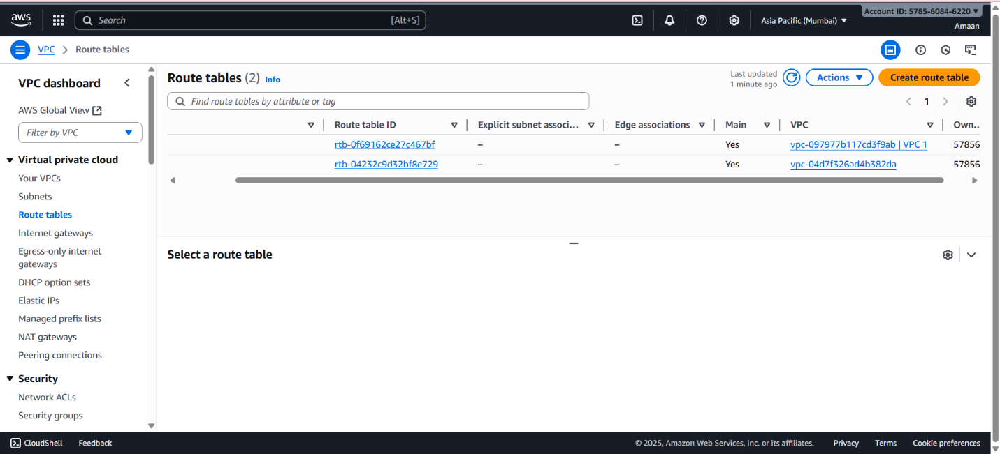 aws
Search [Alt+S]
Asia Pacific (Mumbai)
Account ID: 5785-6084-6220
Amaan
VPC
Route tables
VPC dashboard
AWS Global View
Filter by VPC
Virtual private cloud
Your VPCs
Subnets
Route tables
Internet gateways
Egress-only internet
gateways
DHCP option sets
Elastic IPs
Managed prefix lists
NAT gateways
Peering connections
Security
Network ACLs
Security groups
Route tables (2) Info
Last updated
1 minute ago
Actions
Create route table
Find route tables by attribute or tag
1
Route table ID Explicit subnet associ... Edge associations Main VPC Own..
rtb-0f69162ce27c467bf – – Yes vpc-097977b117cd3f9ab | VPC 1 57856
rtb-04232c9d32bf8e729 – – Yes vpc-04d7f326ad4b382da 57856
Select a route table
CloudShell Feedback © 2025, Amazon Web Services, Inc. or its affiliates. Privacy Terms Cookie preferences